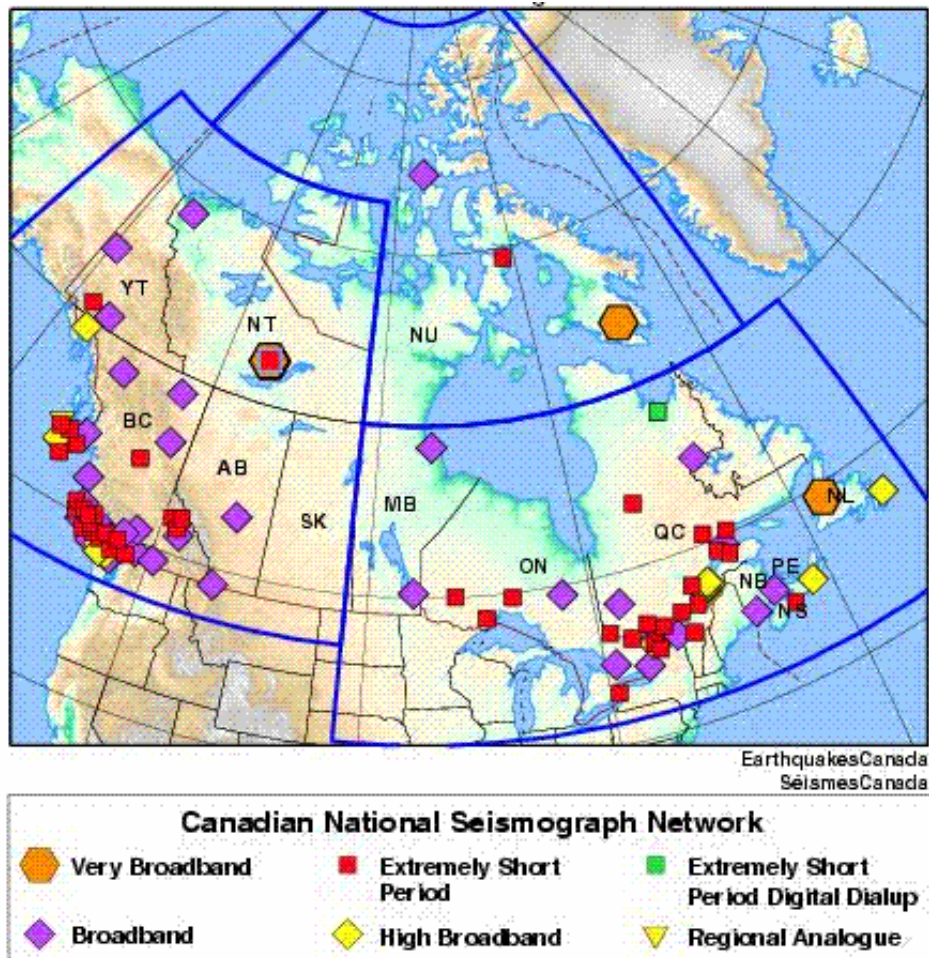 YT
NT
NU
BC
AB
SK
MB
ON
QC
NL
NB
PE
NS
EarthquakesCanada
SéismesCanada
Canadian National Seismograph Network
Very Broadband
Extremely Short
Period
Extremely Short
Period Digital Dialup
Broadband
High Broadband
Regional Analogue